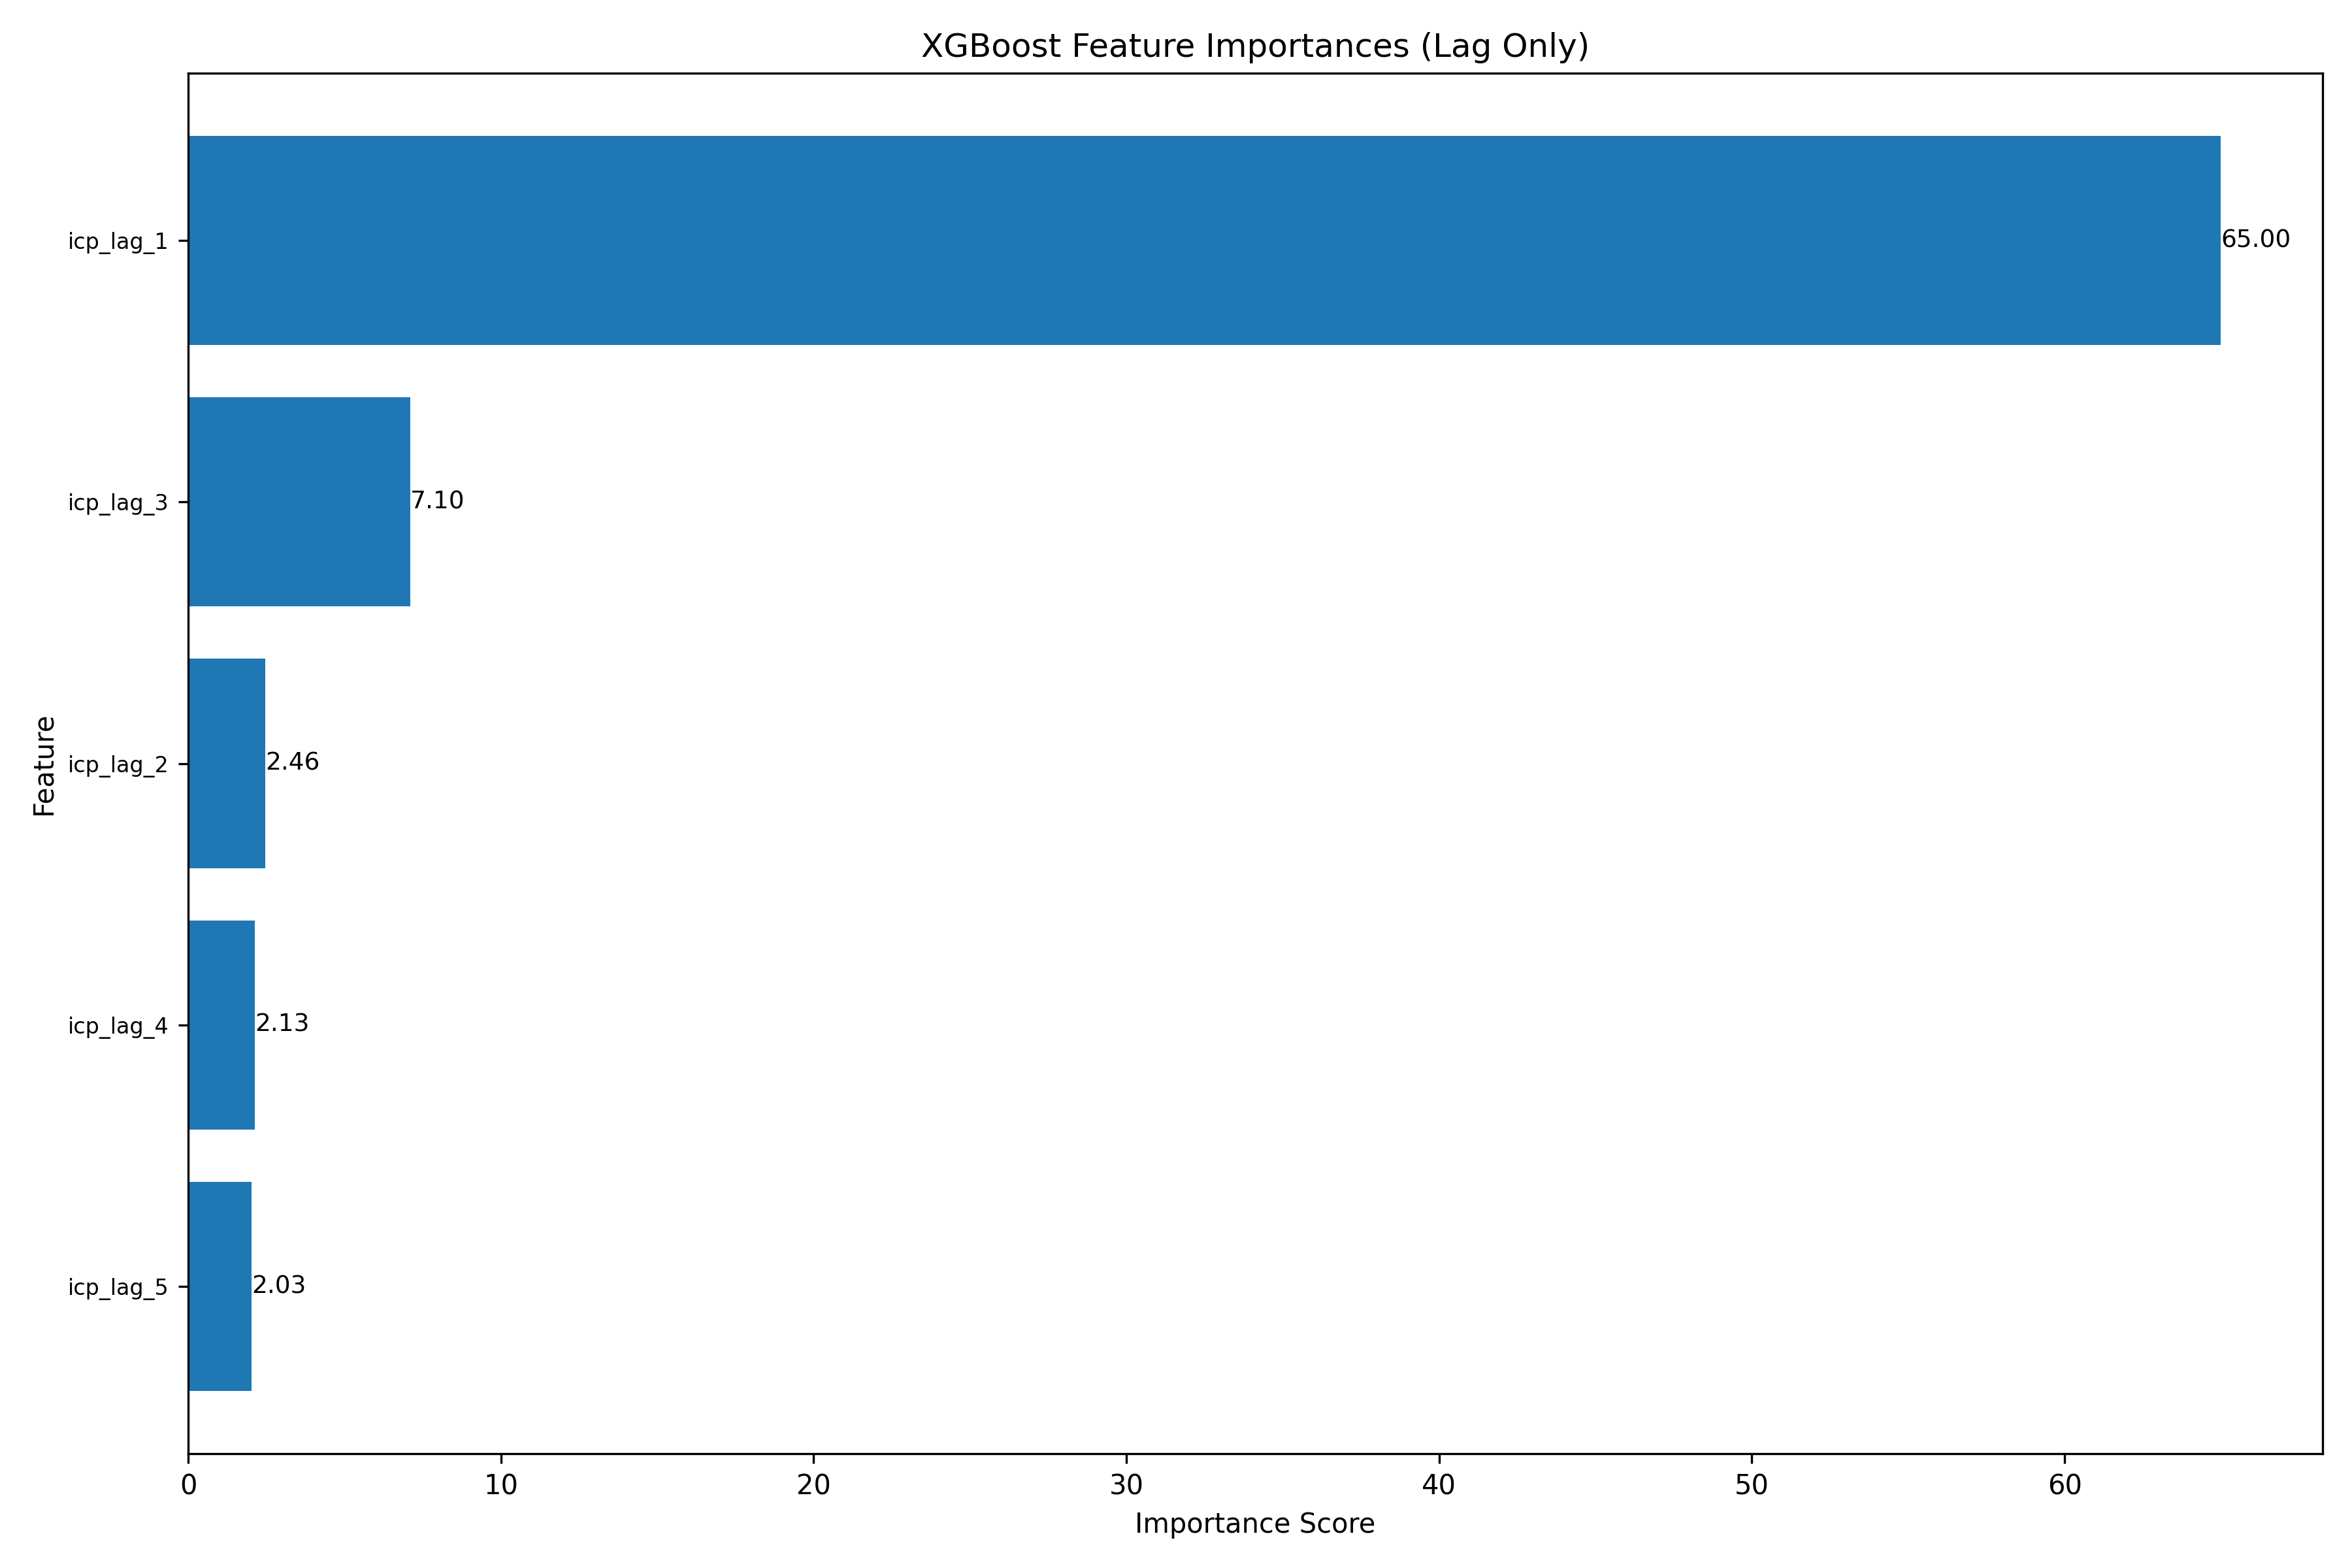 XGBoost Feature Importances (Lag Only)
icp_lag_1
65.00
icp_lag_3
7.10
icp_lag_2
2.46
icp_lag_4
2.13
icp_lag_5
2.03
Feature
0 10 20 30 40 50 60
Importance Score